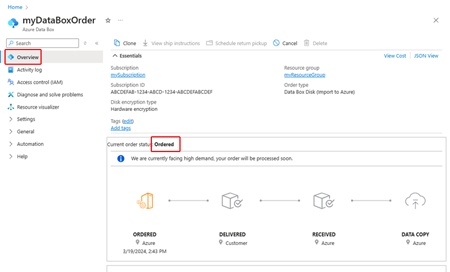 Home >
myDataBoxOrder
Azure Data Box
Search
Overview
Activity log
Access control (IAM)
Diagnose and solve problems
Resource visualizer
Settings
General
Automation
Help
Clone
View ship instructions
Schedule return pickup
Cancel
Delete
Essentials
View Cost
JSON View
Subscription
mySubscription
Resource group
myResourceGroup
Subscription ID
ABCDEFAB-1234-ABCD-1234-ABCDEFABCDEF
Order type
Data Box Disk (Import to Azure)
Disk encryption type
Hardware encryption
Tags (edit)
Add tags
Current order status: Ordered
We are currently facing high demand, your order will be processed soon.
ORDERED
Azure
3/19/2024, 2:43 PM
DELIVERED
Customer
RECEIVED
Azure
DATA COPY
Azure